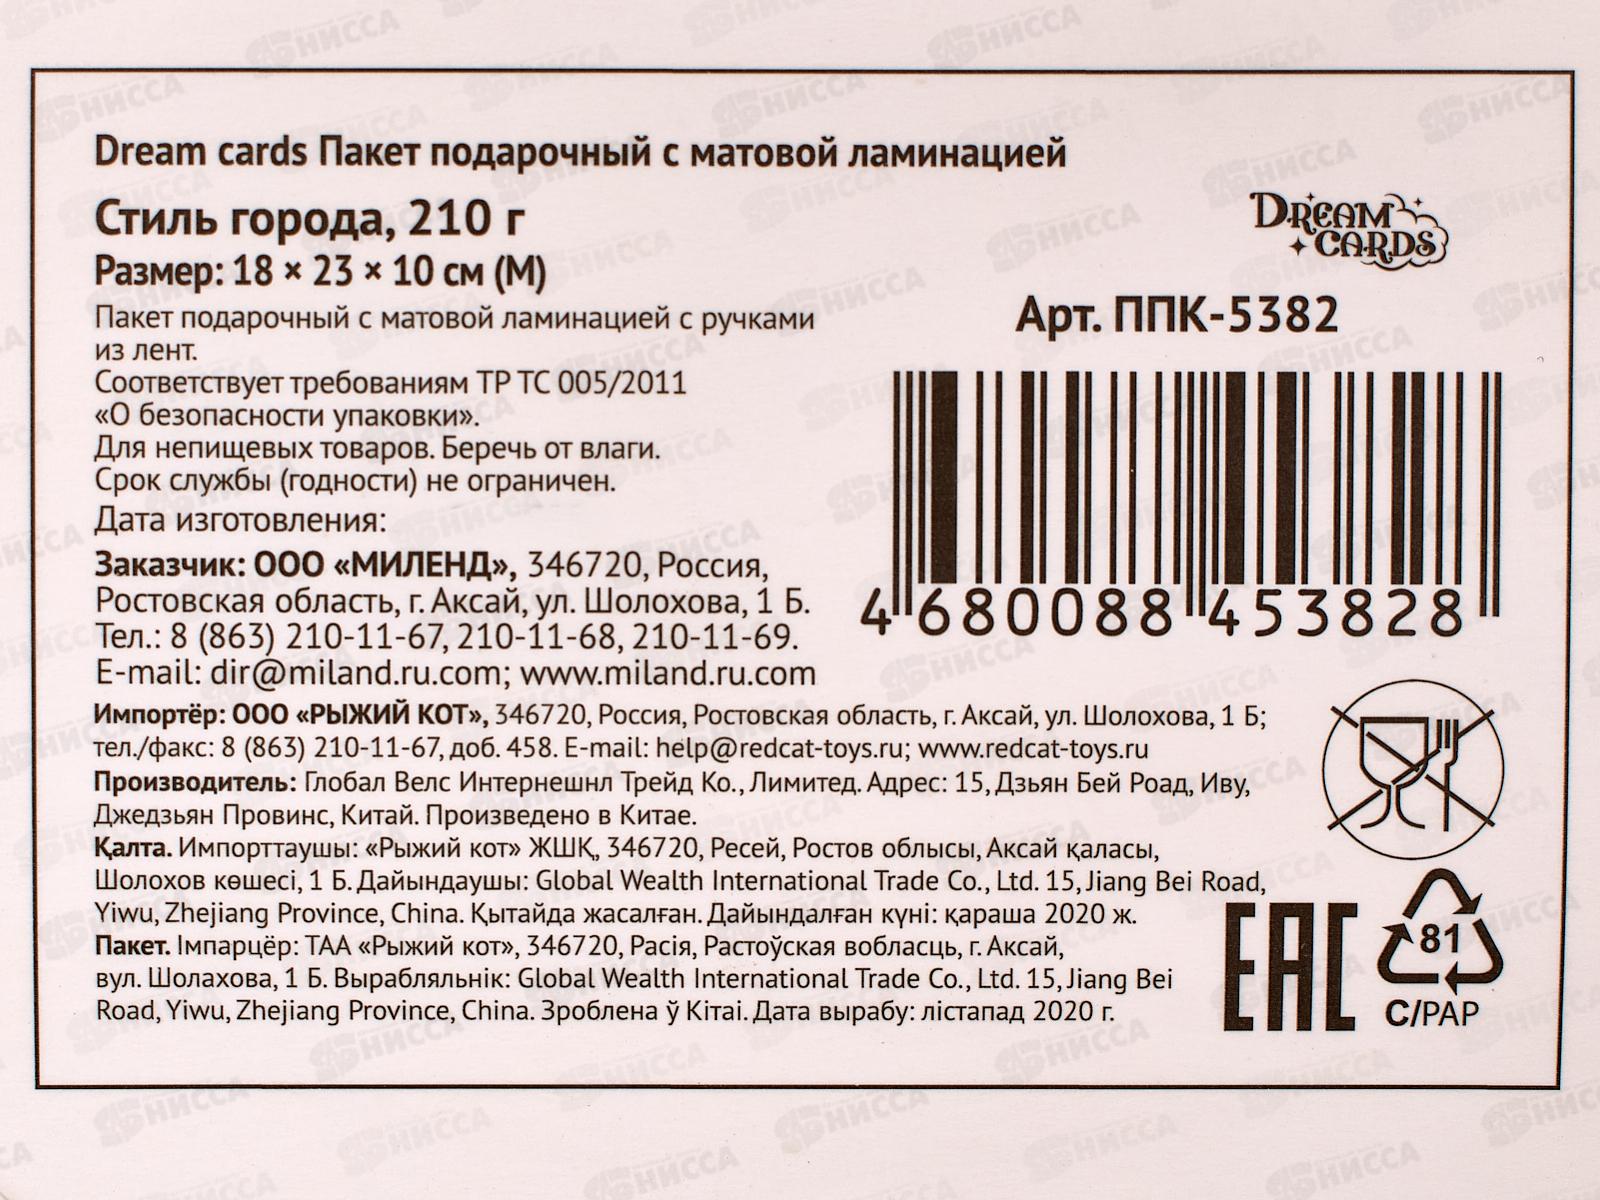 Dream cards Пакет подарочный с матовой ламинацией
Стиль города, 210 г
Размер: 18 × 23 × 10 см (М)
Пакет подарочный с матовой ламинацией с ручками
из лент.
Соответствует требованиям ТР ТС 005/2011
«О безопасности упаковки».
Для непищевых товаров. Беречь от влаги.
Срок службы (годности) не ограничен.
Дата изготовления:
Заказчик: ООО «МИЛЕНД», 346720, Россия,
Ростовская область, г. Аксай, ул. Шолохова, 1 Б.
Тел.: 8 (863) 210-11-67, 210-11-68, 210-11-69.
E-mail: dir@miland.ru.com; www.miland.ru.com
Импортёр: ООО «РЫЖИЙ КОТ», 346720, Россия, Ростовская область, г. Аксай, ул. Шолохова, 1 Б;
тел./факс: 8 (863) 210-11-67, доб. 458. E-mail: help@redcat-toys.ru; www.redcat-toys.ru
Производитель: Глобал Велс Интернешнл Трейд Ко., Лимитед. Адрес: 15, Дзьян Бей Роад, Иву,
Джедзьян Провинс, Китай. Произведено в Китае.
Қалта. Импорттаушы: «Рыжий кот» ЖШҚ, 346720, Ресей, Ростов облысы, Аксай қаласы,
Шолохов көшесі, 1 Б. Дайындаушы: Global Wealth International Trade Co., Ltd. 15, Jiang Bei Road,
Yiwu, Zhejiang Province, China. Қытайда жасалған. Дайындалған күні: қараша 2020 ж.
Пакет. Імпарцёр: ТАА «Рыжий кот», 346720, Расія, Растоўская вобласць, г. Аксай,
вул. Шолахова, 1 Б. Вырабляльнік: Global Wealth International Trade Co., Ltd. 15, Jiang Bei
Road, Yiwu, Zhejiang Province, China. Зроблена ў Кітаі. Дата вырабу: лістапад 2020 г.
DREAM
CARDS
Арт. ППК-5382
4 680088 453828
EAC
81
C/PAP
БНИССА